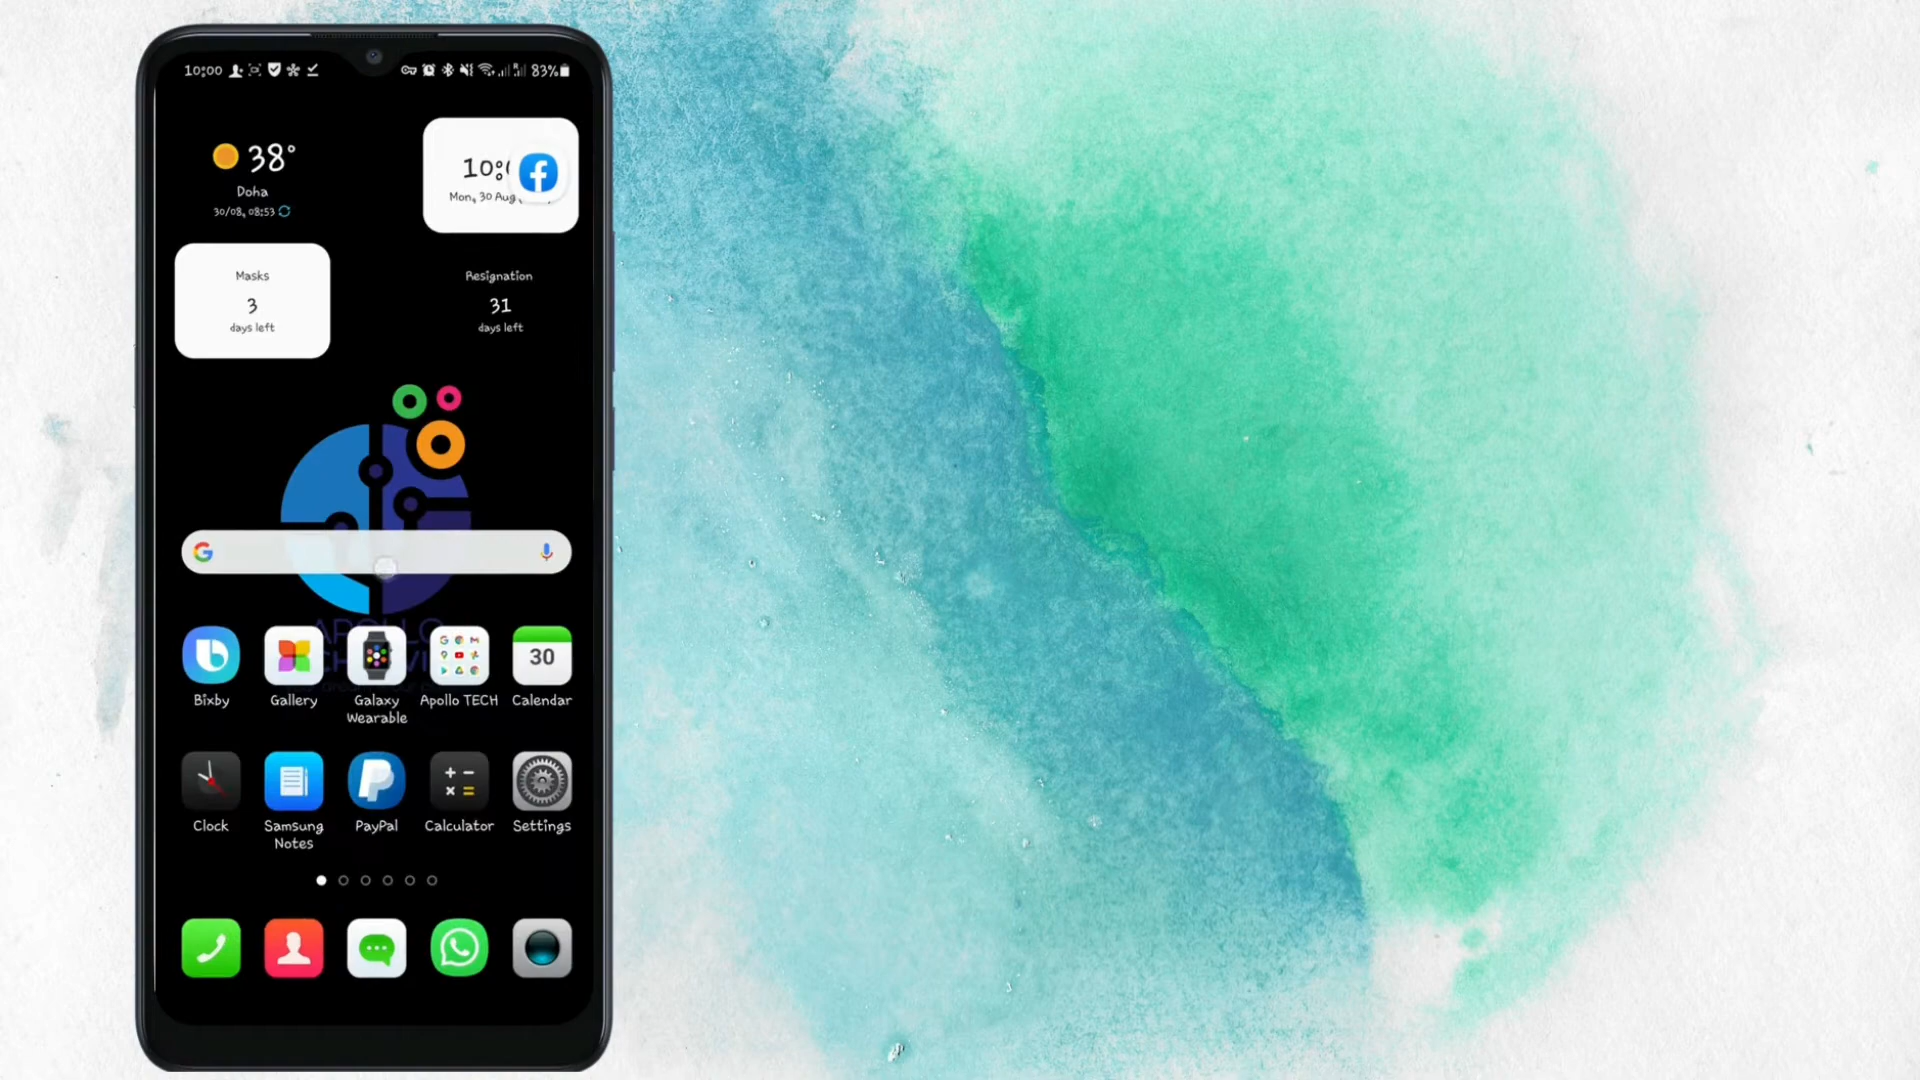 10:00
83%
38°
Doha
30/08, 08:53
Mon, 30 Aug
Masks
3
days left
Resignation
31
days left
30
Bixby
Gallery
Galaxy
Wearable
Apollo TECH
Calendar
Clock
Samsung
Notes
PayPal
Calculator
Settings